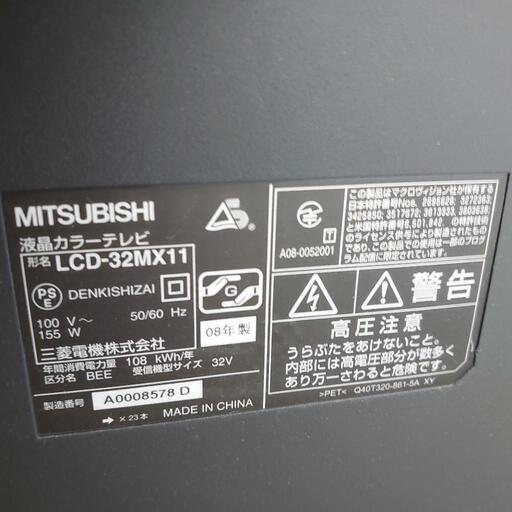 MITSUBISHI
液晶カラーテレビ
形名 LCD-32MX11
PS E DENKISHIZAI
100 V～ 50/60 Hz
155 W
G
08年製
三菱電機株式会社
年間消費電力量 108 kWh/年
区分名 BEE 受信機型サイズ 32V
製造番号 A0008578 D
→ × 23本 MADE IN CHINA
A08-0052001
この製品はマクロヴィジョン社が保有する
警告
高圧注意
うらぶたをあけないこと。
内部には高電圧部分が数多く
あり万一さわると危険です。
>PET< Q40T320-861-5A XY